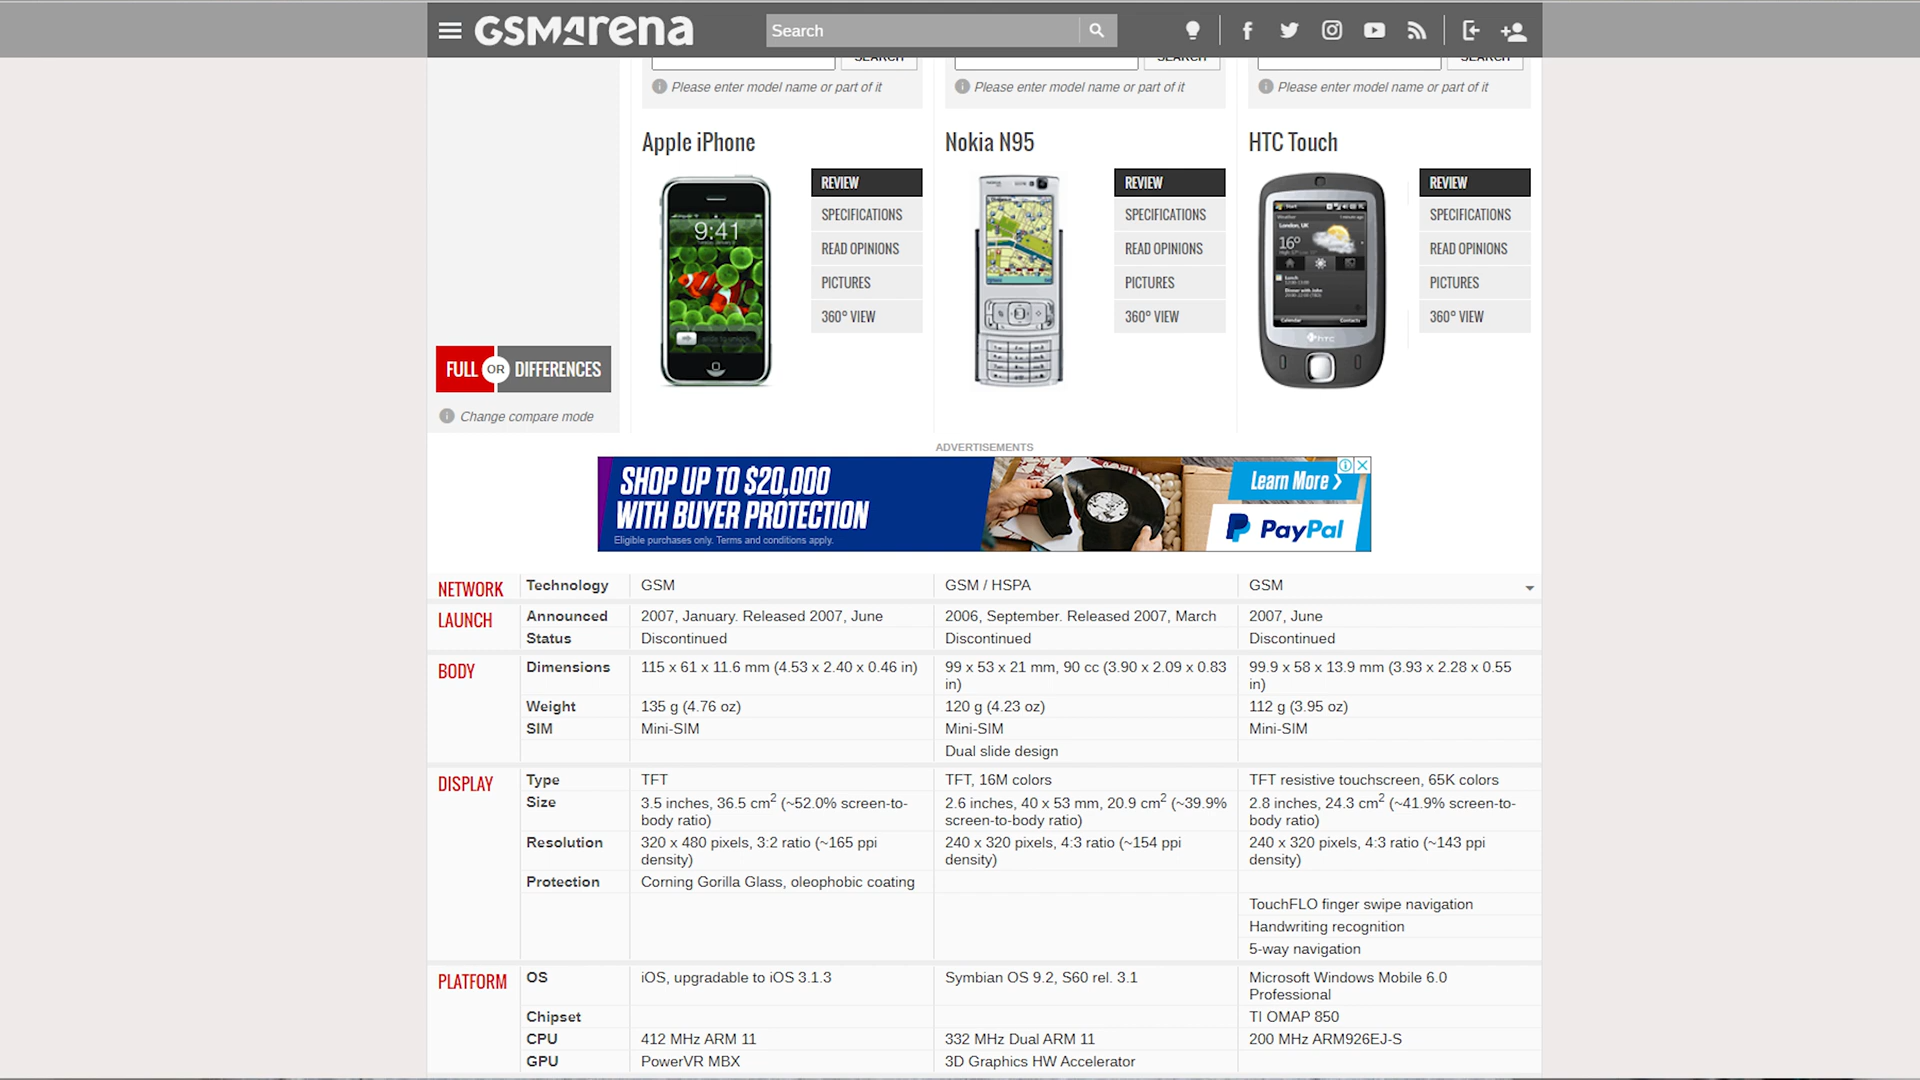 GSMArena
Search
SEARCH
SEARCH
SEARCH
Please enter model name or part of it
Please enter model name or part of it
Please enter model name or part of it
Apple iPhone
Nokia N95
HTC Touch
9:41
REVIEW
SPECIFICATIONS
READ OPINIONS
PICTURES
360° VIEW
REVIEW
SPECIFICATIONS
READ OPINIONS
PICTURES
360° VIEW
Start
London, UK
16°
Calendar
Contacts
hTC
REVIEW
SPECIFICATIONS
READ OPINIONS
PICTURES
360° VIEW
FULL OR DIFFERENCES
Change compare mode
ADVERTISEMENTS
SHOP UP TO $20,000
WITH BUYER PROTECTION
Eligible purchases only. Terms and conditions apply.
Learn More
PayPal
NETWORK Technology GSM GSM / HSPA GSM
LAUNCH Announced 2007, January. Released 2007, June 2006, September. Released 2007, March 2007, June
Status Discontinued Discontinued Discontinued
BODY Dimensions 115 x 61 x 11.6 mm (4.53 x 2.40 x 0.46 in) 99 x 53 x 21 mm, 90 cc (3.90 x 2.09 x 0.83 99.9 x 58 x 13.9 mm (3.93 x 2.28 x 0.55
in) in)
Weight 135 g (4.76 oz) 120 g (4.23 oz) 112 g (3.95 oz)
SIM Mini-SIM Mini-SIM Mini-SIM
Dual slide design
DISPLAY Type TFT TFT, 16M colors TFT resistive touchscreen, 65K colors
Size 3.5 inches, 36.5 cm2 (~52.0% screen-to- 2.6 inches, 40 x 53 mm, 20.9 cm2 (~39.9% 2.8 inches, 24.3 cm2 (~41.9% screen-to-
body ratio) screen-to-body ratio) body ratio)
Resolution 320 x 480 pixels, 3:2 ratio (~165 ppi 240 x 320 pixels, 4:3 ratio (~154 ppi 240 x 320 pixels, 4:3 ratio (~143 ppi
density) density) density)
Protection Corning Gorilla Glass, oleophobic coating
TouchFLO finger swipe navigation
Handwriting recognition
5-way navigation
PLATFORM OS iOS, upgradable to iOS 3.1.3 Symbian OS 9.2, S60 rel. 3.1 Microsoft Windows Mobile 6.0
Professional
Chipset TI OMAP 850
CPU 412 MHz ARM 11 332 MHz Dual ARM 11 200 MHz ARM926EJ-S
GPU PowerVR MBX 3D Graphics HW Accelerator